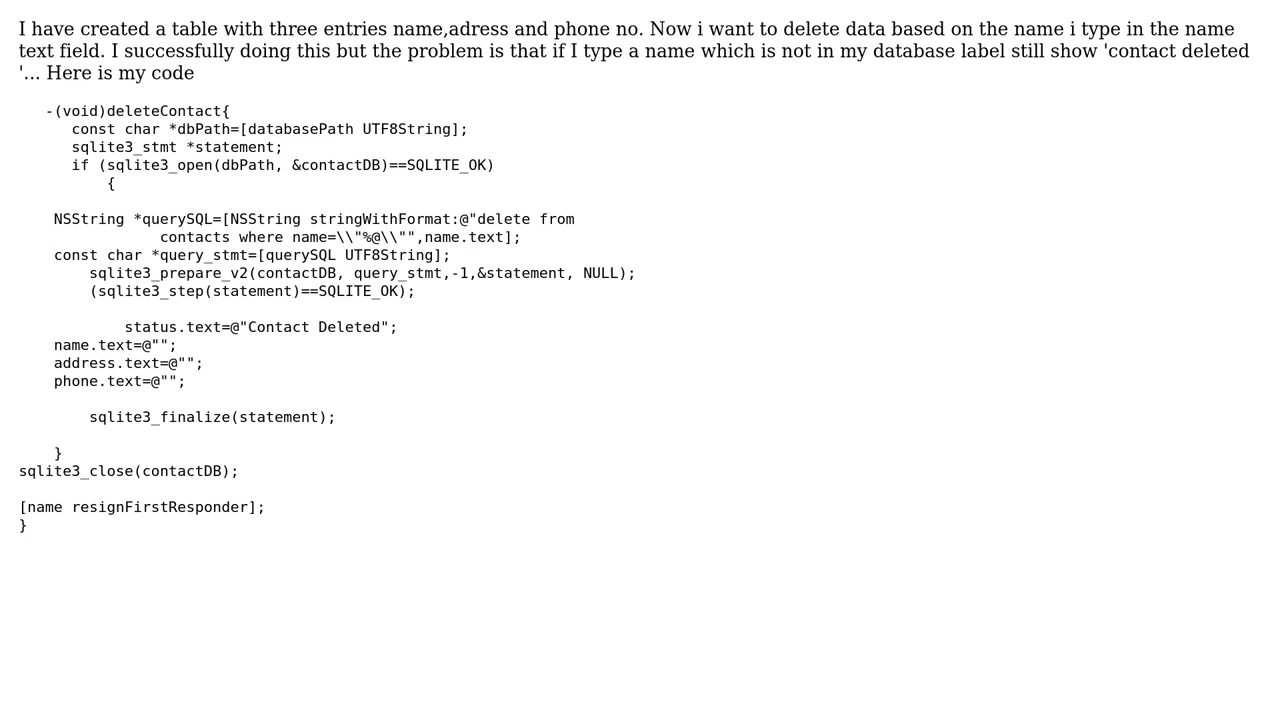 I have created a table with three entries name,adress and phone no. Now i want to delete data based on the name i type in the name
text field. I successfully doing this but the problem is that if I type a name which is not in my database label still show 'contact deleted
'... Here is my code
-(void)deleteContact{
const char *dbPath=[databasePath UTF8String];
sqlite3_stmt *statement;
if (sqlite3_open(dbPath, &contactDB)==SQLITE_OK)
{
NSString *querySQL=[NSString stringWithFormat:@"delete from
contacts where name=\\"%@\\"",name.text];
const char *query_stmt=[querySQL UTF8String];
sqlite3_prepare_v2(contactDB, query_stmt,-1,&statement, NULL);
(sqlite3_step(statement)==SQLITE_OK);
status.text=@"Contact Deleted";
name.text=@"";
address.text=@"";
phone.text=@"";
sqlite3_finalize(statement);
}
sqlite3_close(contactDB);
[name resignFirstResponder];
}